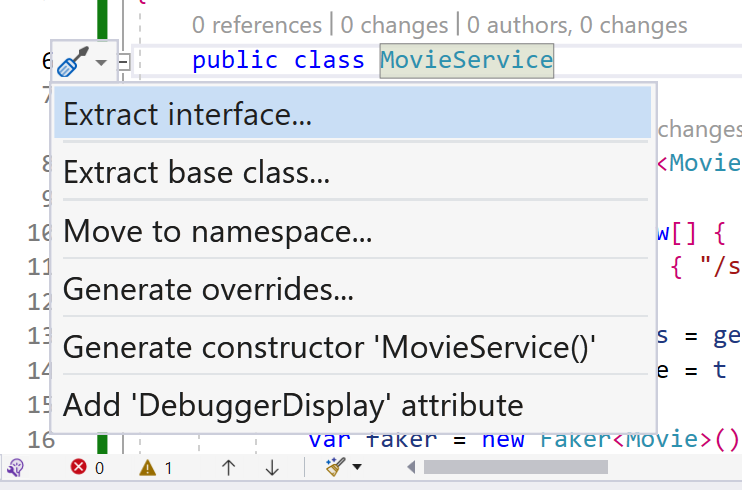 0 references | 0 changes | 0 authors, 0 changes
6 public class MovieService
Extract interface...
changes
Extract base class...
8 <Movie
9
Move to namespace...
10 [] {
11 { "/s
Generate overrides...
12
13 s = ge
Generate constructor 'MovieService()'
14 e = t
15
Add 'DebuggerDisplay' attribute
16 var faker = new Faker<Movie>()
0 1